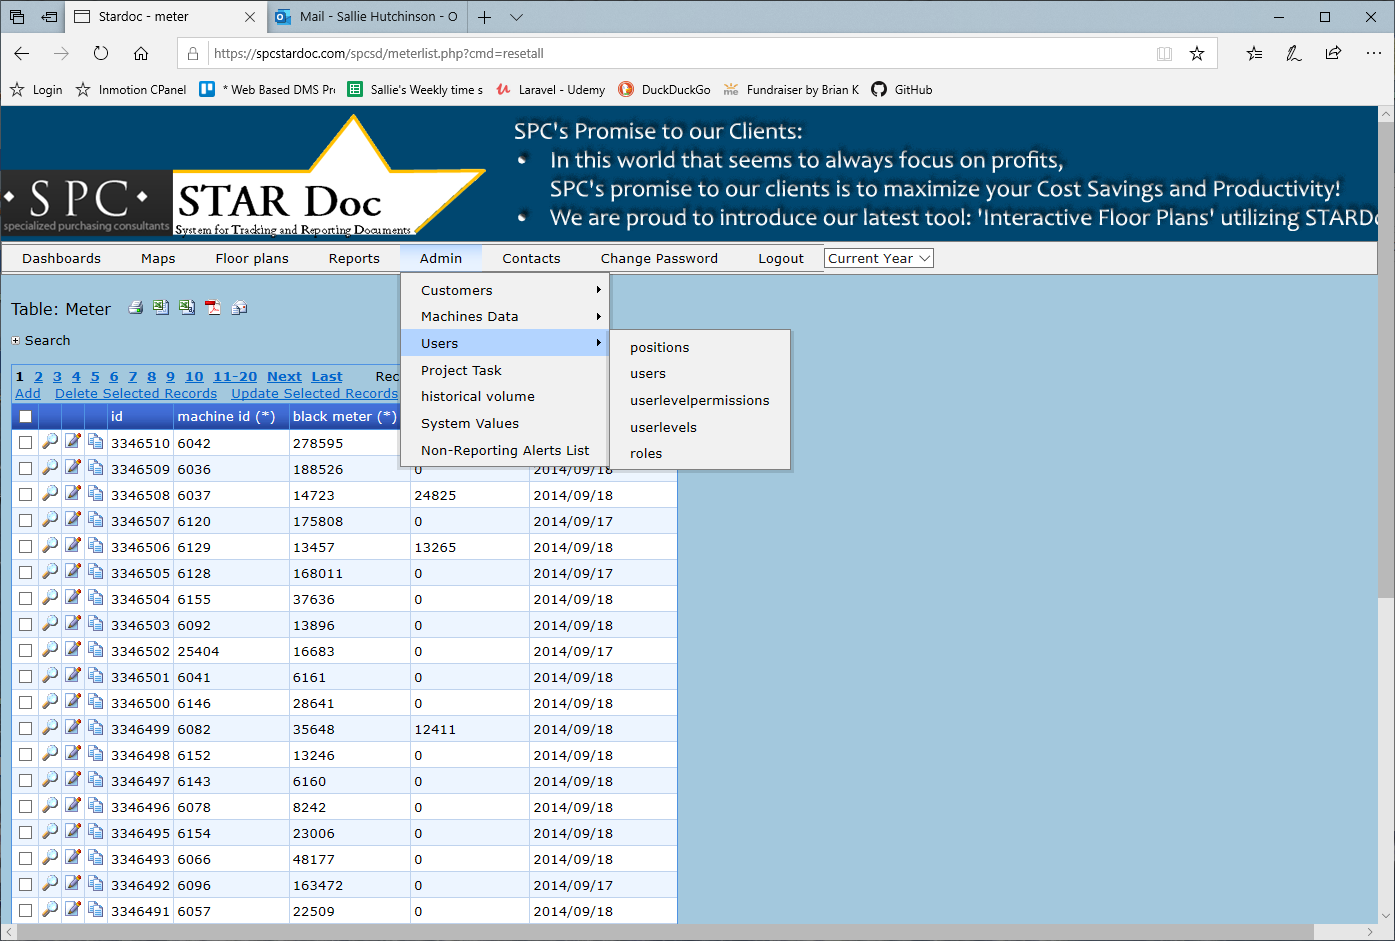 Stardoc - meter
Mail - Sallie Hutchinson - O
https://spcstardoc.com/spcsd/meterlist.php?cmd=resetall
Login Inmotion CPanel * Web Based DMS Pr Sallie's Weekly time s Laravel - Udemy DuckDuckGo Fundraiser by Brian K GitHub
SPC's Promise to our Clients:
• In this world that seems to always focus on profits,
SPC's promise to our clients is to maximize your Cost Savings and Productivity!
• We are proud to introduce our latest tool: 'Interactive Floor Plans' utilizing STARDo
SPC
specialized purchasing consultants
STAR Doc
System for Tracking and Reporting Documents
Dashboards Maps Floor plans Reports Admin Contacts Change Password Logout Current Year
Customers
Machines Data
Users
Project Task
historical volume
System Values
Non-Reporting Alerts List
positions
users
userlevelpermissions
userlevels
roles
Table: Meter
Search
1 2 3 4 5 6 7 8 9 10 11-20 Next Last Rec
Add Delete Selected Records Update Selected Records
id machine id (*) black meter (*)
3346510 6042 278595
3346509 6036 188526 0 2014/09/18
3346508 6037 14723 24825 2014/09/18
3346507 6120 175808 0 2014/09/17
3346506 6129 13457 13265 2014/09/18
3346505 6128 168011 0 2014/09/17
3346504 6155 37636 0 2014/09/18
3346503 6092 13896 0 2014/09/18
3346502 25404 16683 0 2014/09/17
3346501 6041 6161 0 2014/09/18
3346500 6146 28641 0 2014/09/18
3346499 6082 35648 12411 2014/09/18
3346498 6152 13246 0 2014/09/18
3346497 6143 6160 0 2014/09/18
3346496 6078 8242 0 2014/09/18
3346495 6154 23006 0 2014/09/18
3346493 6066 48177 0 2014/09/18
3346492 6096 163472 0 2014/09/17
3346491 6057 22509 0 2014/09/18